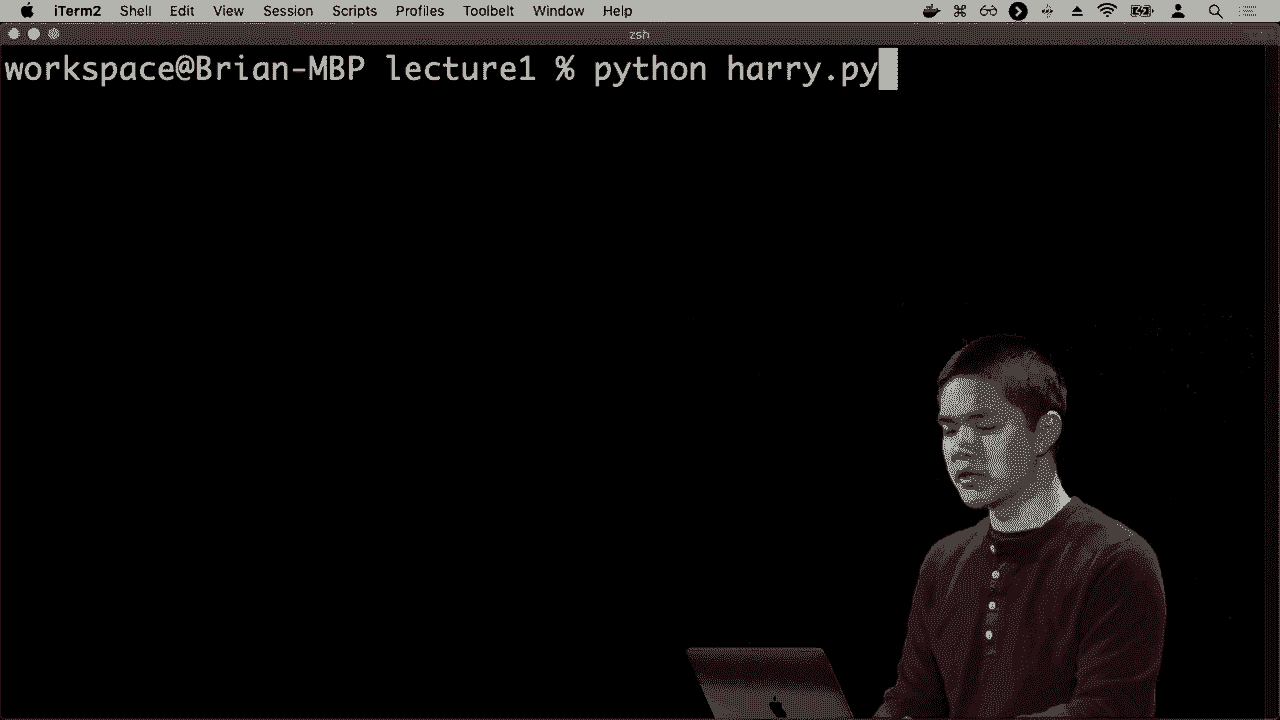 iTerm2 Shell Edit View Session Scripts Profiles Toolbelt Window Help
zsh
workspace@Brian-MBP lecture1 % python harry.py